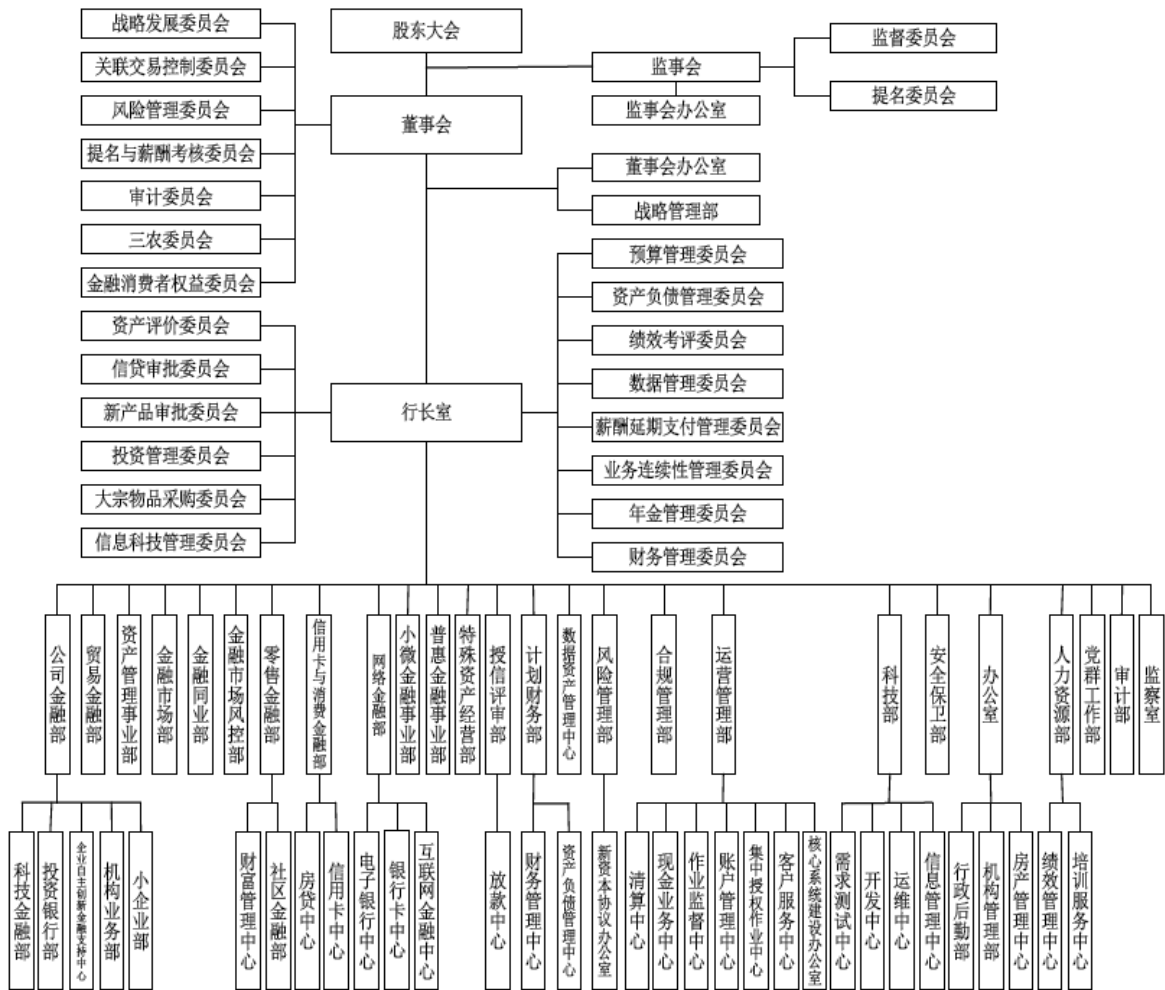 股东大会
监事会
监督委员会
提名委员会
监事会办公室
董事会
战略发展委员会
关联交易控制委员会
风险管理委员会
提名与薪酬考核委员会
审计委员会
三农委员会
金融消费者权益委员会
董事会办公室
战略管理部
行长室
资产评价委员会
信贷审批委员会
新产品审批委员会
投资管理委员会
大宗物品采购委员会
信息科技管理委员会
预算管理委员会
资产负债管理委员会
绩效考评委员会
数据管理委员会
薪酬延期支付管理委员会
业务连续性管理委员会
年金管理委员会
财务管理委员会
公司金融部
贸易金融部
资产管理事业部
金融市场部
金融同业部
金融市场风控部
零售金融部
信用卡与消费金融部
网络金融部
小微金融事业部
普惠金融事业部
特殊资产经营部
授信评审部
计划财务部
数据资产管理中心
风险管理部
合规管理部
运营管理部
科技部
安全保卫部
办公室
人力资源部
党群工作部
审计部
监察室
科技金融部
投资银行部
企业自主创新金融支持中心
机构业务部
小企业部
财富管理中心
社区金融部
房贷中心
信用卡中心
电子银行中心
银行卡中心
互联网金融中心
放款中心
财务管理中心
资产负债管理中心
新资本协议办公室
清算中心
现金业务中心
作业监督中心
账户管理中心
集中授权作业中心
客户服务中心
核心系统建设办公室
需求测试中心
开发中心
运维中心
信息管理中心
行政后勤部
机构管理部
房产管理中心
绩效管理中心
培训服务中心